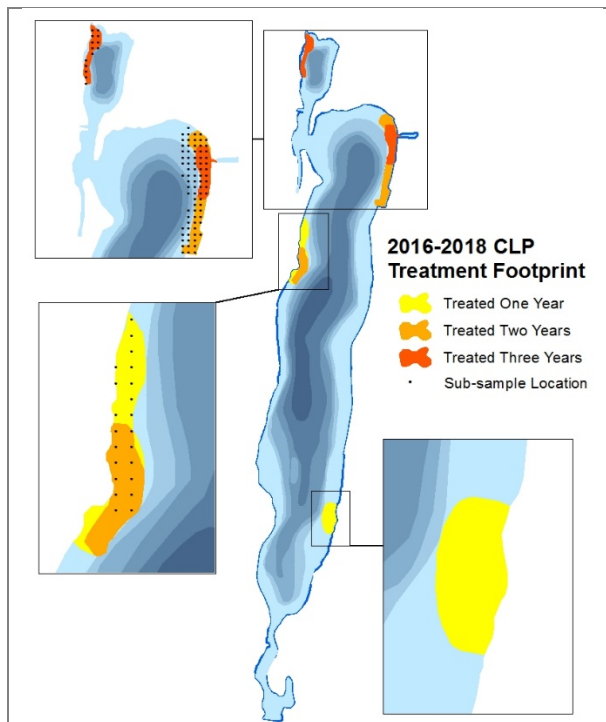 2016-2018 CLP
Treatment Footprint
Treated One Year
Treated Two Years
Treated Three Years
Sub-sample Location